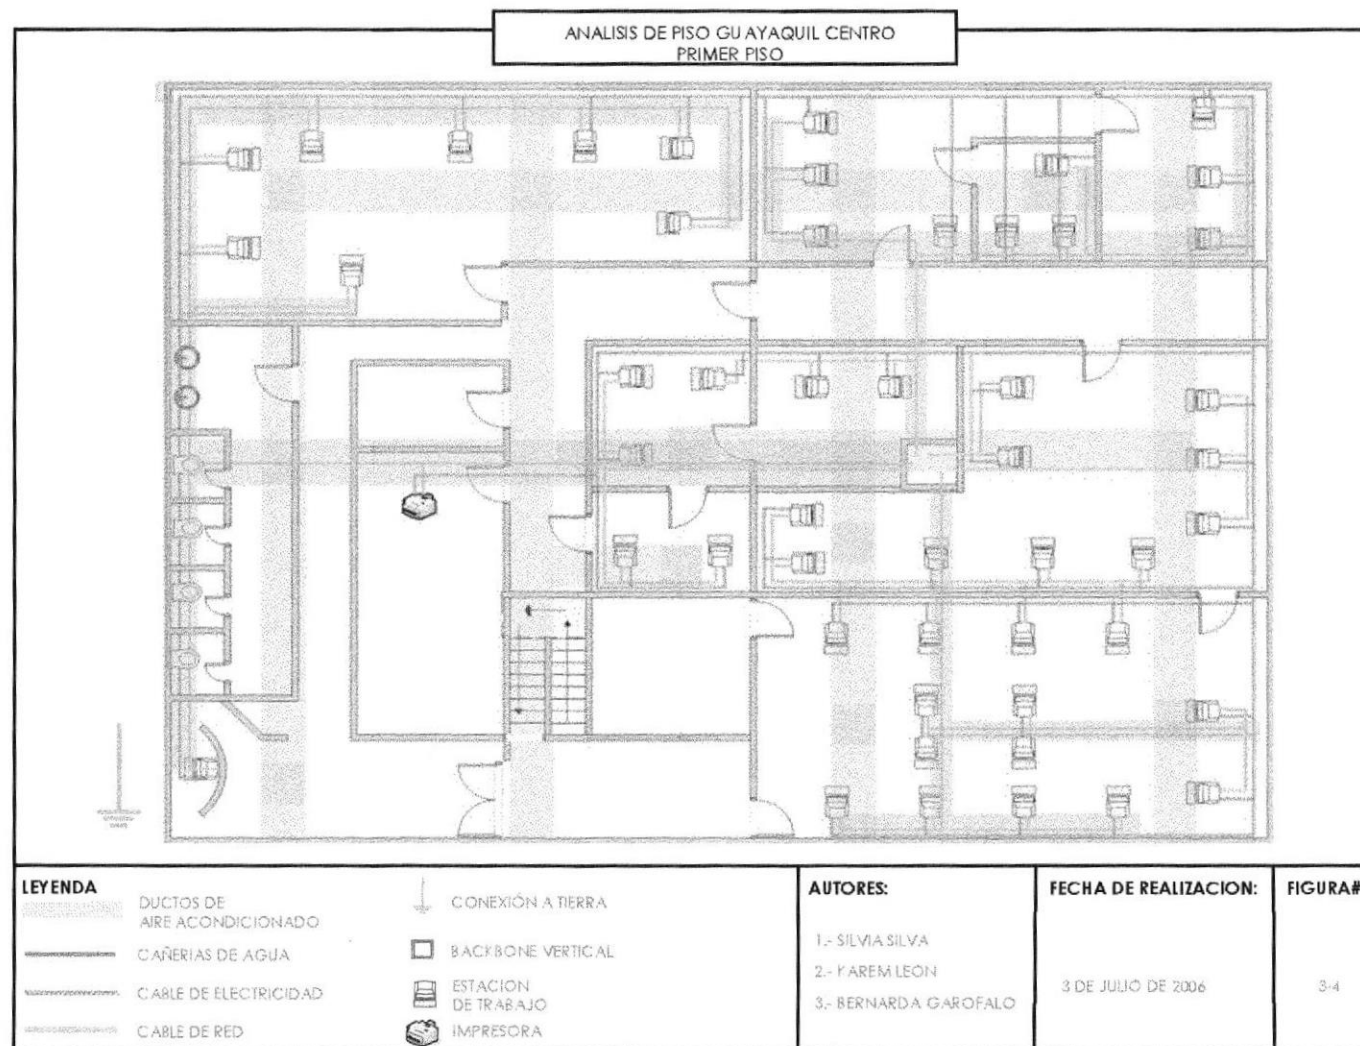 ANALISIS DE PISO GUAYAQUIL CENTRO
PRIMER PISO
LEYENDA
DUCTOS DE
AIRE ACONDICIONADO
CAÑERIAS DE AGUA
CABLE DE ELECTRICIDAD
CABLE DE RED
CONEXIÓN A TIERRA
BACKBONE VERTICAL
ESTACION
DE TRABAJO
IMPRESORA
AUTORES:
1.- SILVIA SILVA
2.- KAREM LEON
3.- BERNARDA GAROFALO
FECHA DE REALIZACION:
3 DE JULIO DE 2006
FIGURA#
3-4